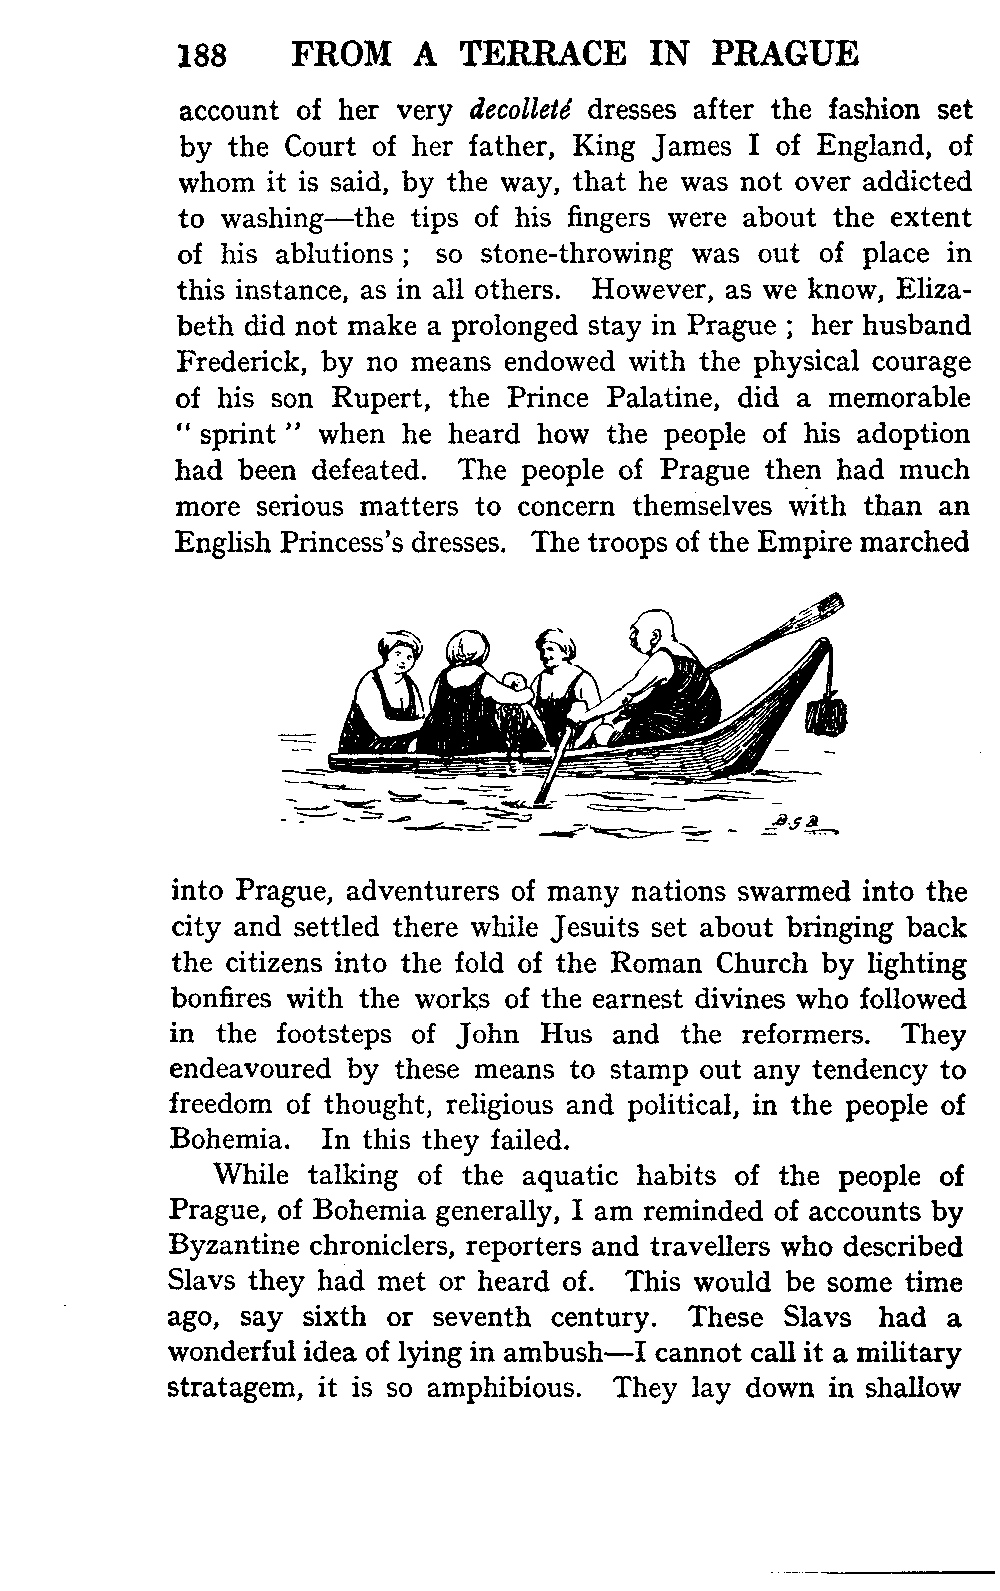 188 FROM A TERRACE IN PRAGUE
account of her very decolleté dresses after the fashion set
by the Court of her father, King James I of England, of
whom it is said, by the way, that he was not over addicted
to washing—the tips of his fingers were about the extent
of his ablutions ; so stone-throwing was out of place in
this instance, as in all others. However, as we know, Eliza-
beth did not make a prolonged stay in Prague ; her husband
Frederick, by no means endowed with the physical courage
of his son Rupert, the Prince Palatine, did a memorable
“ sprint ” when he heard how the people of his adoption
had been defeated. The people of Prague then had much
more serious matters to concern themselves with than an
English Princess's dresses. The troops of the Empire marched
B.S.B.
into Prague, adventurers of many nations swarmed into the
city and settled there while Jesuits set about bringing back
the citizens into the fold of the Roman Church by lighting
bonfires with the works of the earnest divines who followed
in the footsteps of John Hus and the reformers. They
endeavoured by these means to stamp out any tendency to
freedom of thought, religious and political, in the people of
Bohemia. In this they failed.
While talking of the aquatic habits of the people of
Prague, of Bohemia generally, I am reminded of accounts by
Byzantine chroniclers, reporters and travellers who described
Slavs they had met or heard of. This would be some time
ago, say sixth or seventh century. These Slavs had a
wonderful idea of lying in ambush—I cannot call it a military
stratagem, it is so amphibious. They lay down in shallow